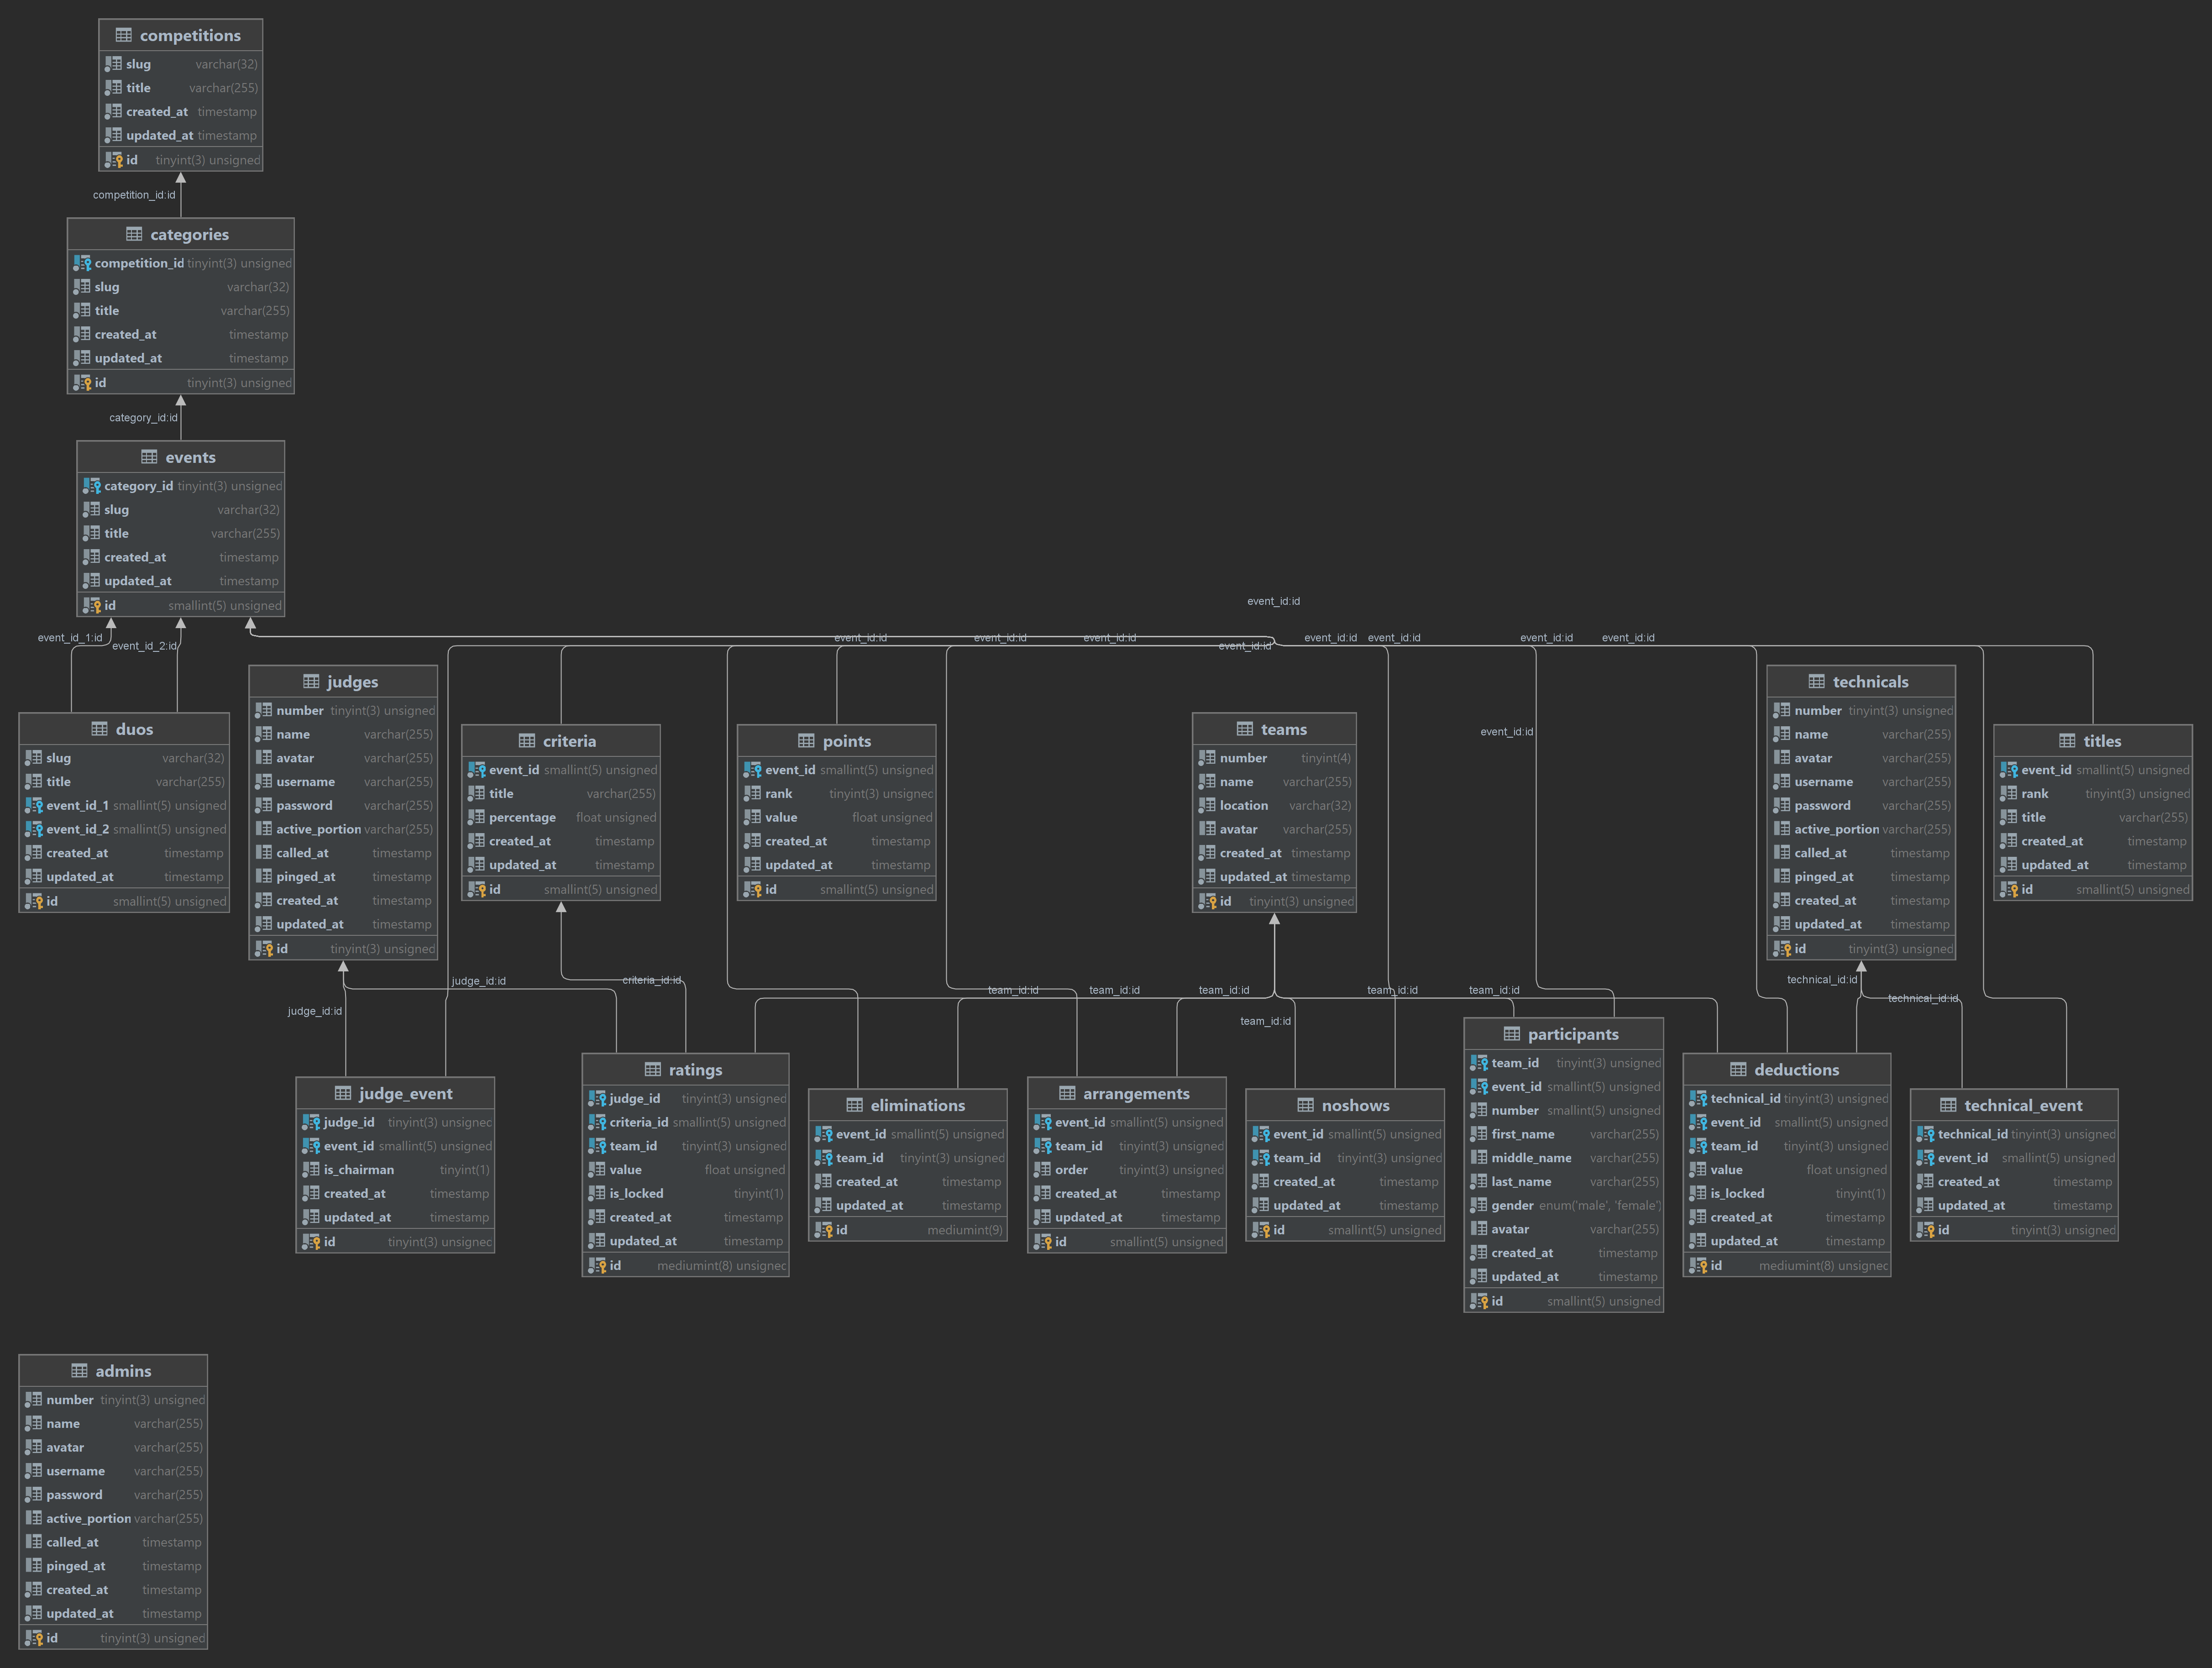 competitions
slug varchar(32)
title varchar(255)
created_at timestamp
updated_at timestamp
id tinyint(3) unsigned
competition_id:id
categories
competition_id tinyint(3) unsigned
slug varchar(32)
title varchar(255)
created_at timestamp
updated_at timestamp
id tinyint(3) unsigned
category_id:id
events
category_id tinyint(3) unsigned
slug varchar(32)
title varchar(255)
created_at timestamp
updated_at timestamp
id smallint(5) unsigned
event_id:id
event_id_1:id
event_id_2:id
event_id:id
event_id:id
event_id:id
event_id:id
event_id:id
event_id:id
event_id:id
event_id:id
event_id:id
duos
slug varchar(32)
title varchar(255)
event_id_1 smallint(5) unsigned
event_id_2 smallint(5) unsigned
created_at timestamp
updated_at timestamp
id smallint(5) unsigned
judges
number tinyint(3) unsigned
name varchar(255)
avatar varchar(255)
username varchar(255)
password varchar(255)
active_portion varchar(255)
called_at timestamp
pinged_at timestamp
created_at timestamp
updated_at timestamp
id tinyint(3) unsigned
criteria
event_id smallint(5) unsigned
title varchar(255)
percentage float unsigned
created_at timestamp
updated_at timestamp
id smallint(5) unsigned
points
event_id smallint(5) unsigned
rank tinyint(3) unsignec
value float unsigned
created_at timestamp
updated_at timestamp
id smallint(5) unsigned
teams
number tinyint(4)
name varchar(255)
location varchar(32)
avatar varchar(255)
created_at timestamp
updated_at timestamp
id tinyint(3) unsigned
technicals
number tinyint(3) unsigned
name varchar(255)
avatar varchar(255)
username varchar(255)
password varchar(255)
active_portion varchar(255)
called_at timestamp
pinged_at timestamp
created_at timestamp
updated_at timestamp
id tinyint(3) unsigned
titles
event_id smallint(5) unsigned
rank tinyint(3) unsigned
title varchar(255)
created_at timestamp
updated_at timestamp
id smallint(5) unsigned
judge_id:id
judge_id:id
criteria_id:id
team_id:id
team_id:id
team_id:id
team_id:id
team_id:id
team_id:id
technical_id:id
technical_id:id
judge_event
judge_id tinyint(3) unsignec
event_id smallint(5) unsigned
is_chairman tinyint(1)
created_at timestamp
updated_at timestamp
id tinyint(3) unsignec
ratings
judge_id tinyint(3) unsigned
criteria_id smallint(5) unsigned
team_id tinyint(3) unsigned
value float unsigned
is_locked tinyint(1)
created_at timestamp
updated_at timestamp
id mediumint(8) unsignec
eliminations
event_id smallint(5) unsigned
team_id tinyint(3) unsigned
created_at timestamp
updated_at timestamp
id mediumint(9)
arrangements
event_id smallint(5) unsigned
team_id tinyint(3) unsigned
order tinyint(3) unsigned
created_at timestamp
updated_at timestamp
id smallint(5) unsigned
noshows
event_id smallint(5) unsigned
team_id tinyint(3) unsigned
created_at timestamp
updated_at timestamp
id smallint(5) unsigned
participants
team_id tinyint(3) unsigned
event_id smallint(5) unsigned
number smallint(5) unsigned
first_name varchar(255)
middle_name varchar(255)
last_name varchar(255)
gender enum('male', 'female')
avatar varchar(255)
created_at timestamp
updated_at timestamp
id smallint(5) unsigned
deductions
technical_id tinyint(3) unsigned
event_id smallint(5) unsigned
team_id tinyint(3) unsigned
value float unsigned
is_locked tinyint(1)
created_at timestamp
updated_at timestamp
id mediumint(8) unsignec
technical_event
technical_id tinyint(3) unsigned
event_id smallint(5) unsigned
created_at timestamp
updated_at timestamp
id tinyint(3) unsigned
admins
number tinyint(3) unsigned
name varchar(255)
avatar varchar(255)
username varchar(255)
password varchar(255)
active_portion varchar(255)
called_at timestamp
pinged_at timestamp
created_at timestamp
updated_at timestamp
id tinyint(3) unsigned